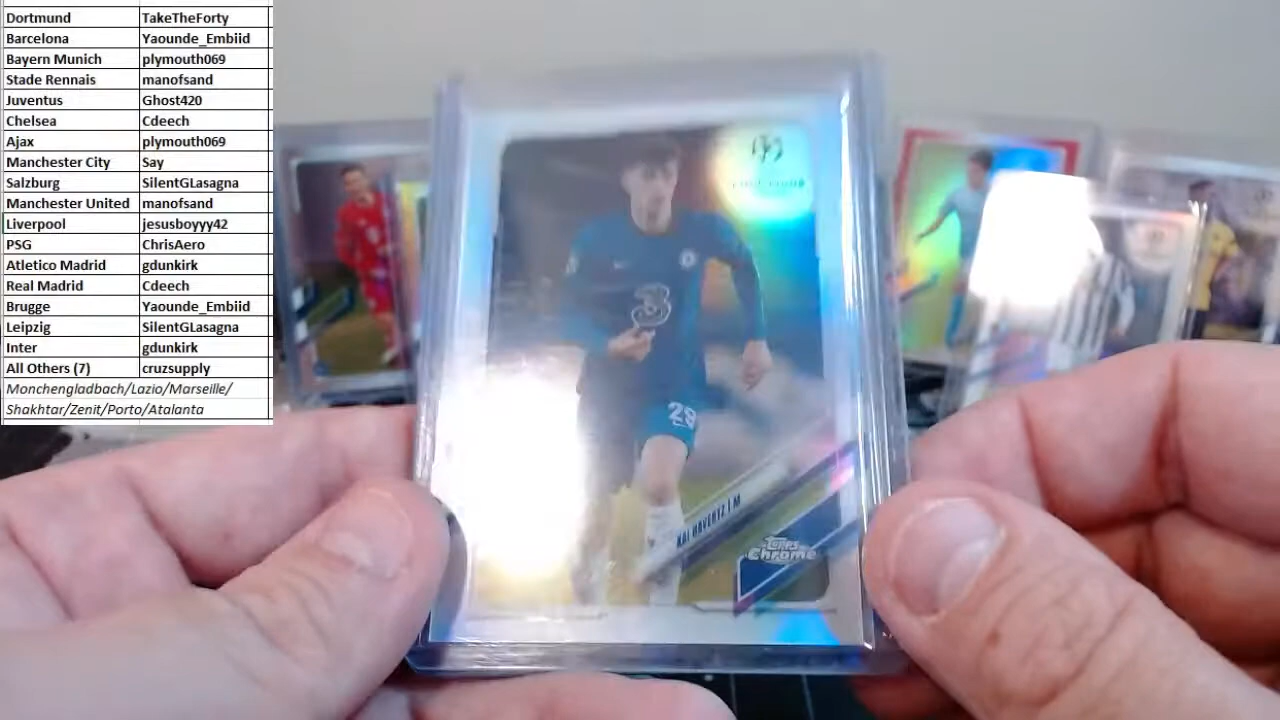 Dortmund TakeTheForty
Barcelona Yaounde_Embiid
Bayern Munich plymouth069
Stade Rennais manofsand
Juventus Ghost420
Chelsea Cdeech
Ajax plymouth069
Manchester City Say
Salzburg SilentGLasagna
Manchester United manofsand
Liverpool jesusboyyy42
PSG ChrisAero
Atletico Madrid gdunkirk
Real Madrid Cdeech
Brugge Yaounde_Embiid
Leipzig SilentGLasagna
Inter gdunkirk
All Others (7) cruzsupply
Monchengladbach/Lazio/Marseille/
Shakhtar/Zenit/Porto/Atalanta
3
29
KAI HAVERTZ | M
Topps
Chrome